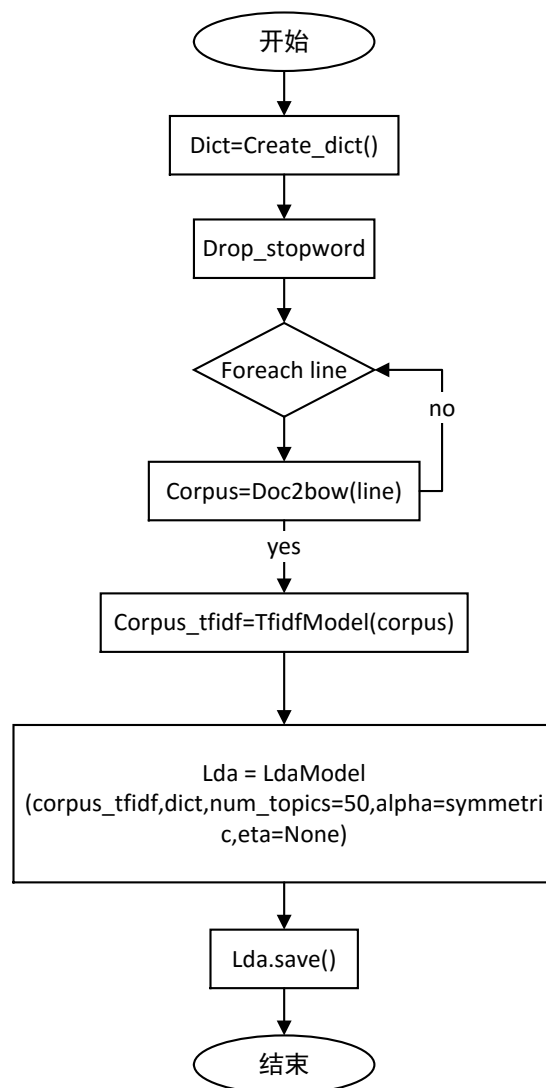 开始
Dict=Create_dict()
Drop_stopword
Foreach line
no
Corpus=Doc2bow(line)
yes
Corpus_tfidf=TfidfModel(corpus)
Lda = LdaModel
(corpus_tfidf,dict,num_topics=50,alpha=symmetri
c,eta=None)
Lda.save()
结束